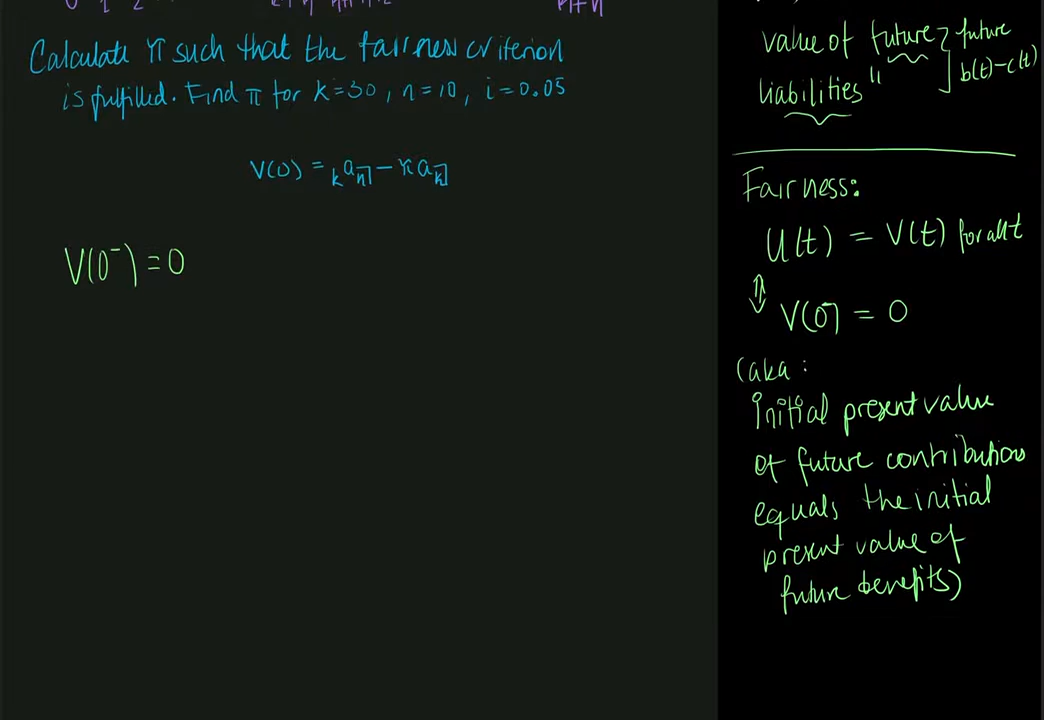 Calculate π such that the fairness criterion
is fulfilled. Find π for k=30, n=10, i=0.05
V(0) = ₖaₙ̅| − πaₖ̅|
V(0⁻) = 0
value of future } future
liabilities" ] b(t)-c(t)
Fairness:
U(t) = V(t) for all t
⇕ V(0⁻) = 0
(aka:
Initial present value
of future contributions
equals the initial
present value of
future benefits)